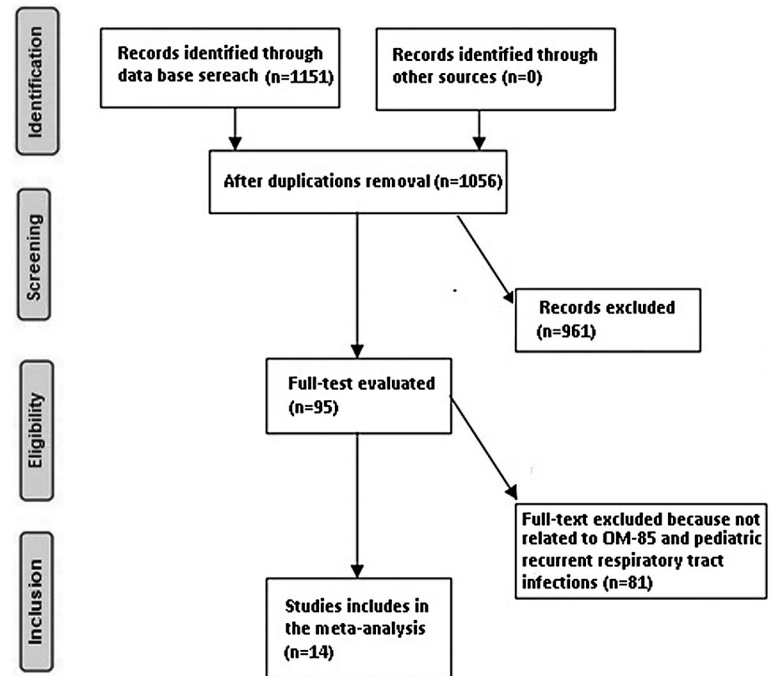 Identification
Records identified through
data base sereach (n=1151)
Records identified through
other sources (n=0)
After duplications removal (n=1056)
Screening
Records excluded
(n=961)
Eligibility
Full-test evaluated
(n=95)
Full-text excluded because not
related to OM-85 and pediatric
recurrent respiratory tract
infections (n=81)
Inclusion
Studies includes in
the meta-analysis
(n=14)